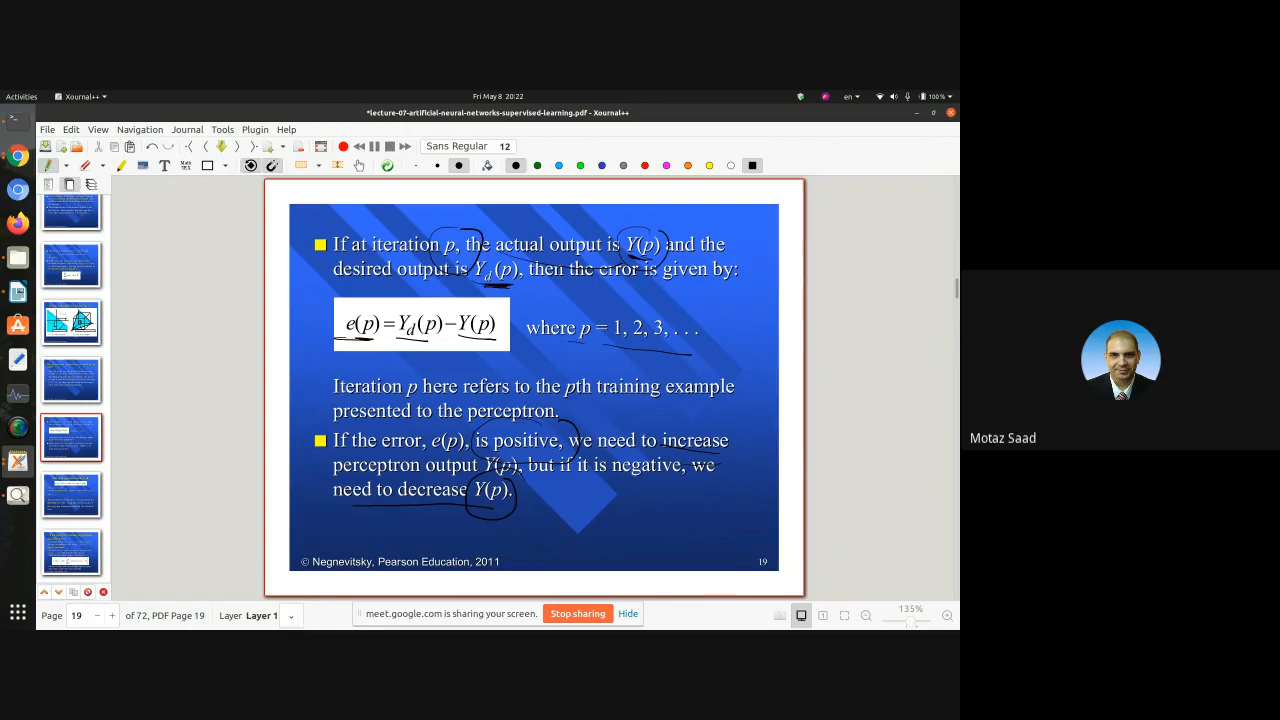 Activities Xournal++ Fri May 8 20:22 en 100%
*lecture-07-artificial-neural-networks-supervised-learning.pdf - Xournal++
File Edit View Navigation Journal Tools Plugin Help
Sans Regular 12
If at iteration p, the actual output is Y(p) and the
desired output is Yd (p), then the error is given by:
e(p) = Yd(p) − Y(p) where p = 1, 2, 3, . . .
Iteration p here refers to the pth training example
presented to the perceptron.
If the error, e(p), is positive, we need to increase
perceptron output Y(p), but if it is negative, we
need to decrease Y(p).
© Negnevitsky, Pearson Education, 2011 19
Motaz Saad
Page 19 of 72, PDF Page 19 Layer Layer 1
meet.google.com is sharing your screen. Stop sharing Hide
135%